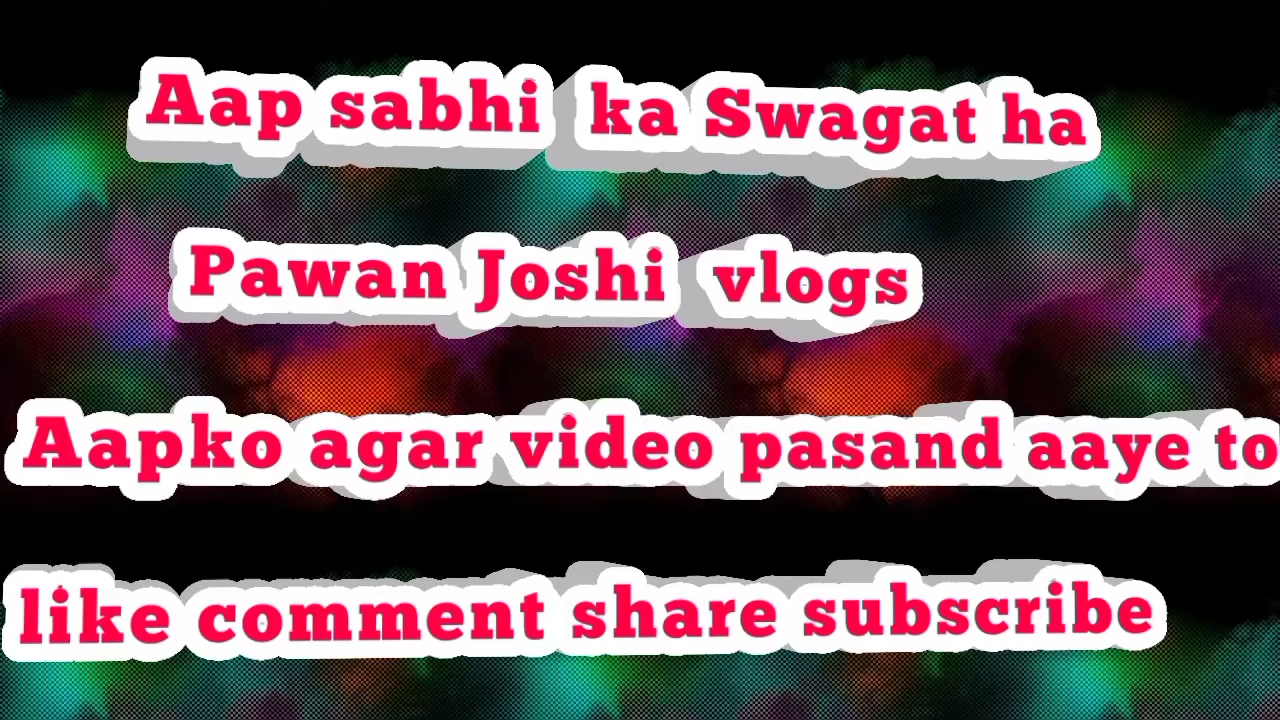 Aap sabhi ka Swagat ha
Pawan Joshi vlogs
Aapko agar video pasand aaye to
like comment share subscribe